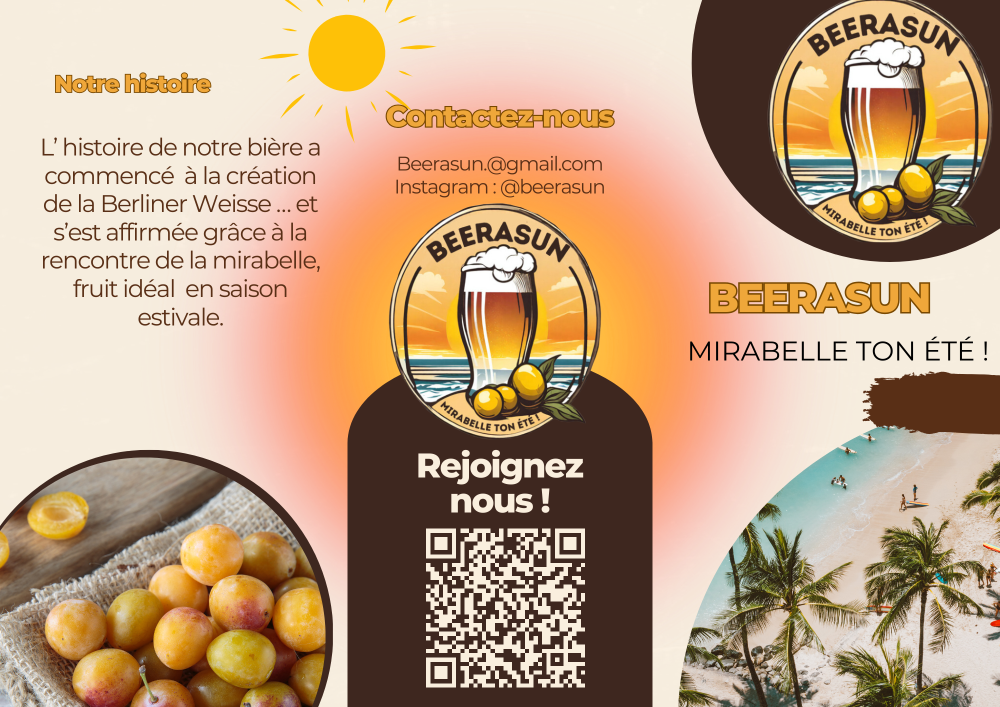 Notre histoire
L’ histoire de notre bière a
commencé  à la création
de la Berliner Weisse ... et
s’est affirmée grâce à la
rencontre de la mirabelle,
fruit idéal  en saison
estivale.
Contactez-nous
Beerasun.@gmail.com
Instagram : @beerasun
BEERASUN
MIRABELLE TON ÉTÉ !
Rejoignez
nous !
BEERASUN
MIRABELLE TON ÉTÉ !
BEERASUN
MIRABELLE TON ÉTÉ !